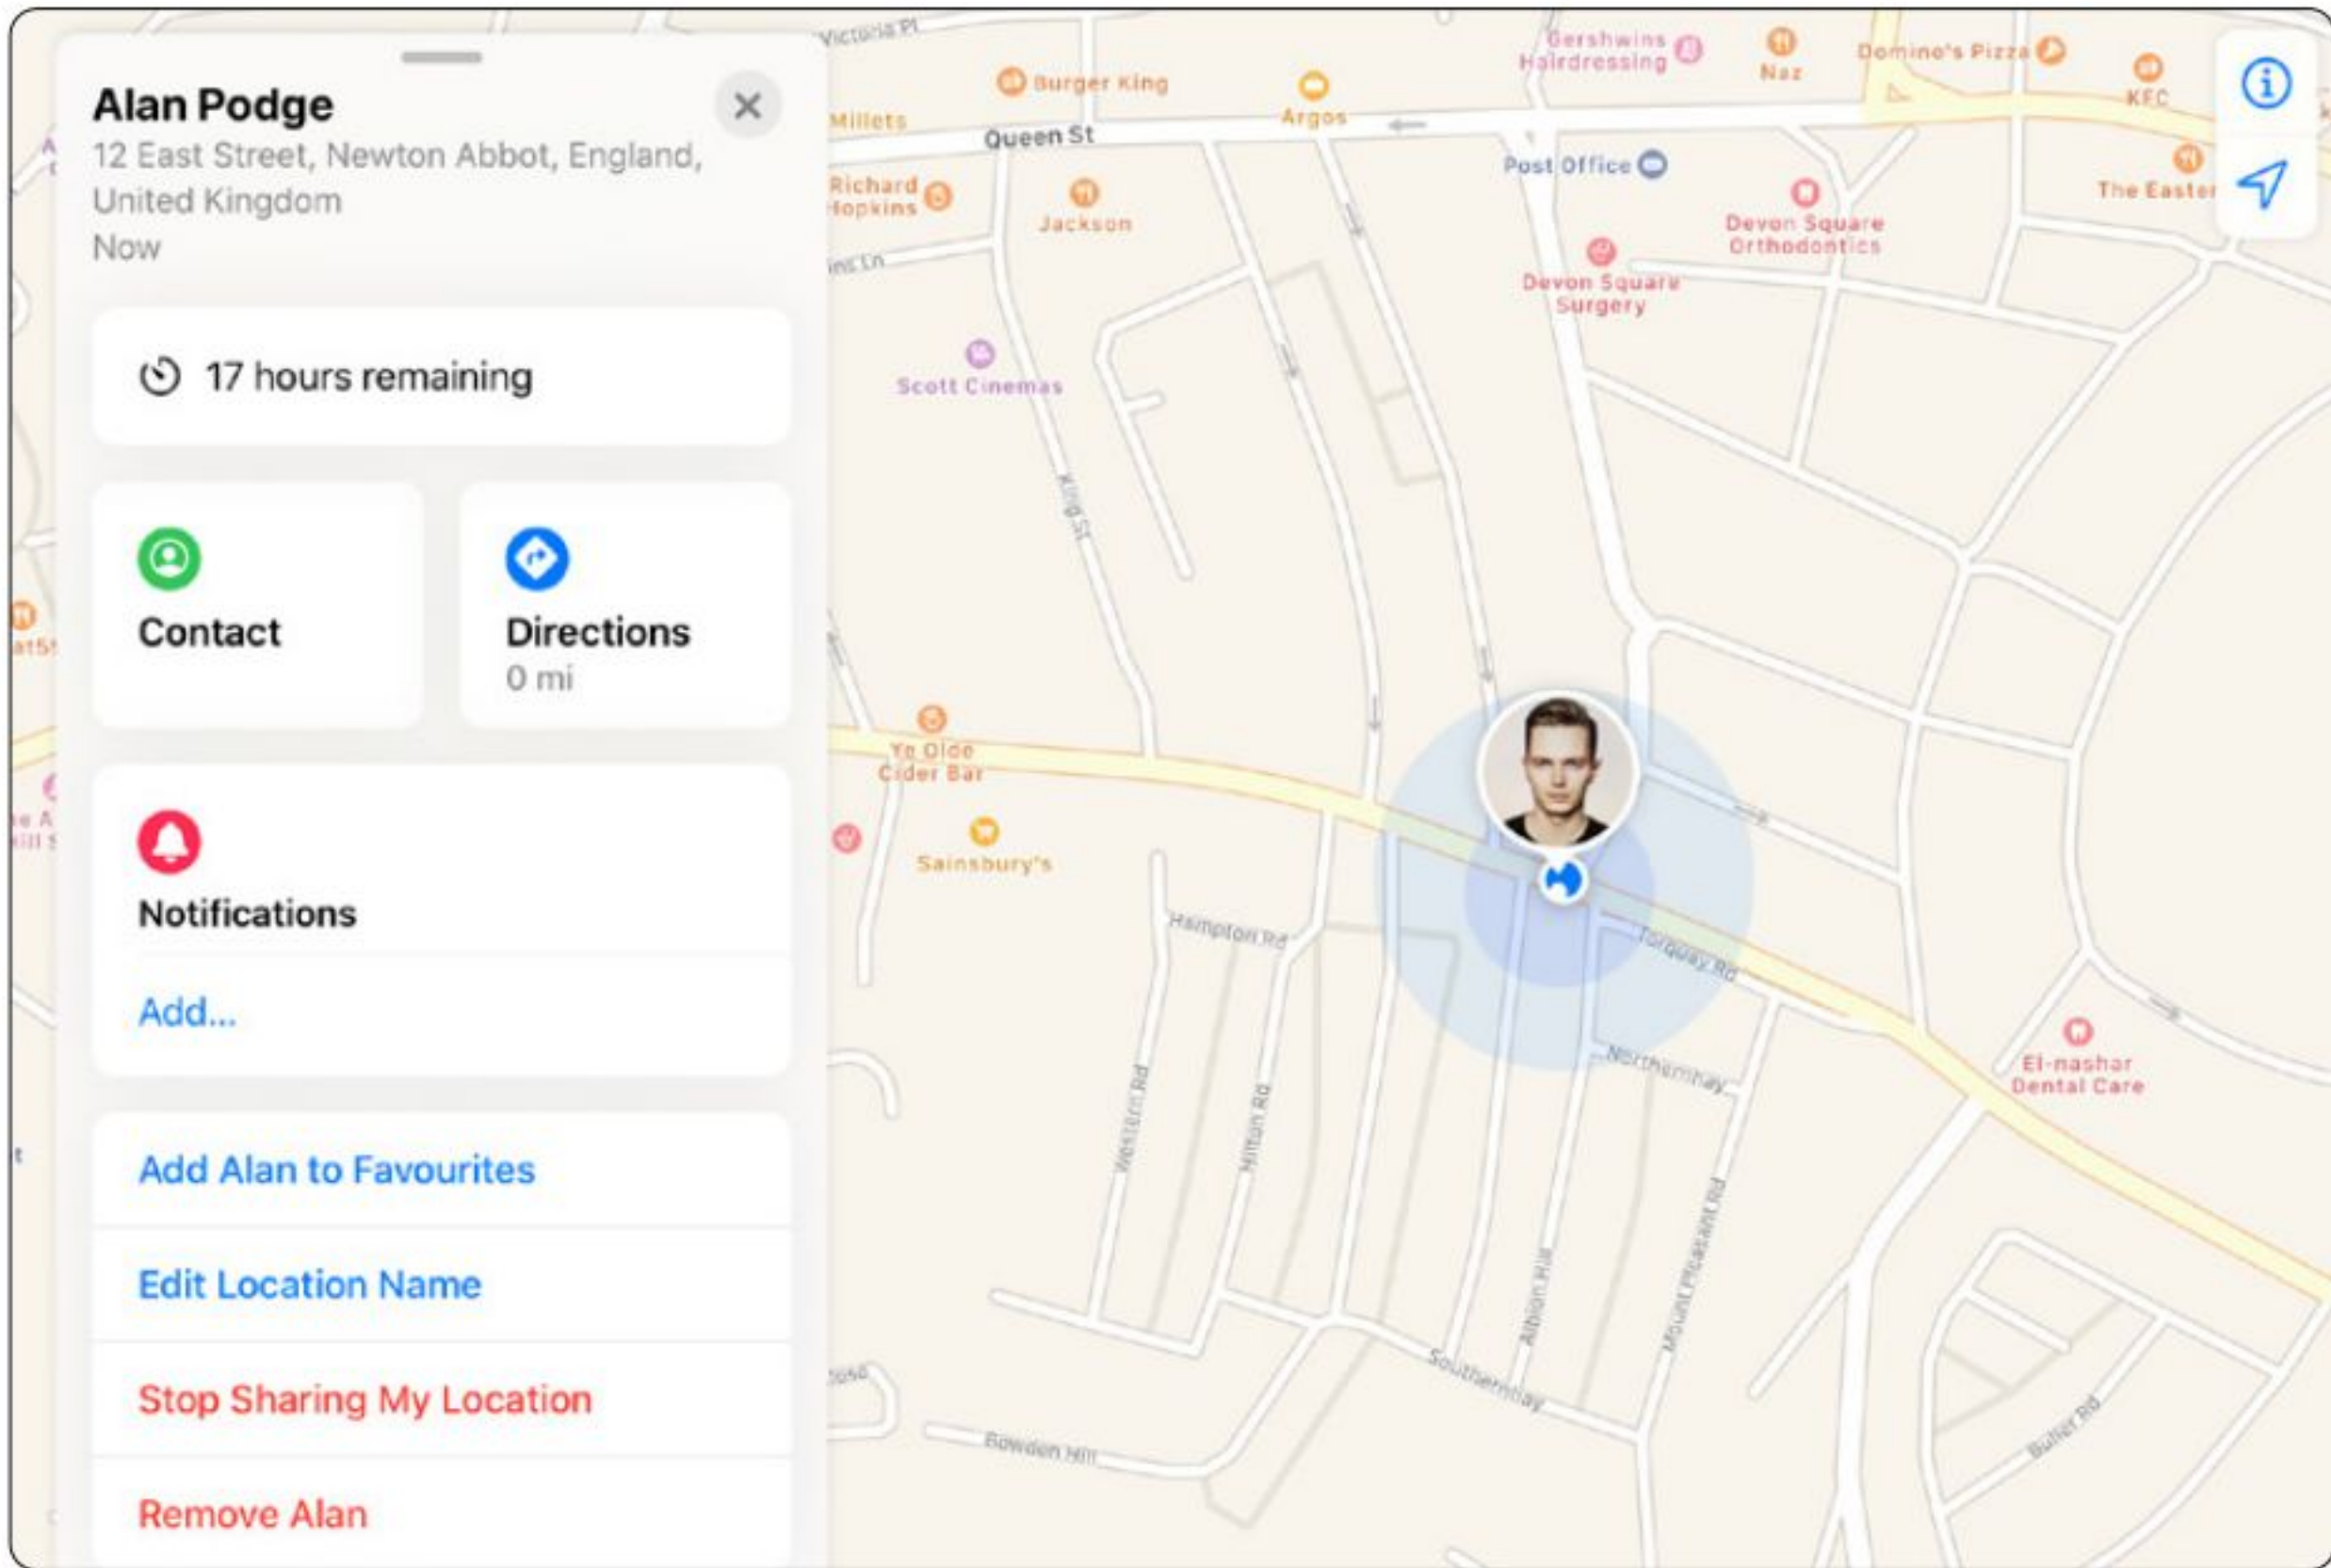 Alan Podge
12 East Street, Newton Abbot, England,
United Kingdom
Now
17 hours remaining
Contact
Directions
0 mi
Notifications
Add...
Add Alan to Favourites
Edit Location Name
Stop Sharing My Location
Remove Alan
Victoria Pl
Burger King
Argos
Gershwins
Hairdressing
Naz
Domino's Pizza
KFC
Millets
Queen St
Post Office
Richard
Hopkins
Jackson
Devon Square
Orthodontics
The Easter
Devon Square
Surgery
Scott Cinemas
King St
Ye Olde
Cider Bar
Sainsbury's
Hampton Rd
Torquay Rd
Northernhay
El-nashar
Dental Care
Western Rd
Hilton Rd
Albion Hill
Mount Pleasant Rd
Southernhay
Bowden Hill
Buller Rd